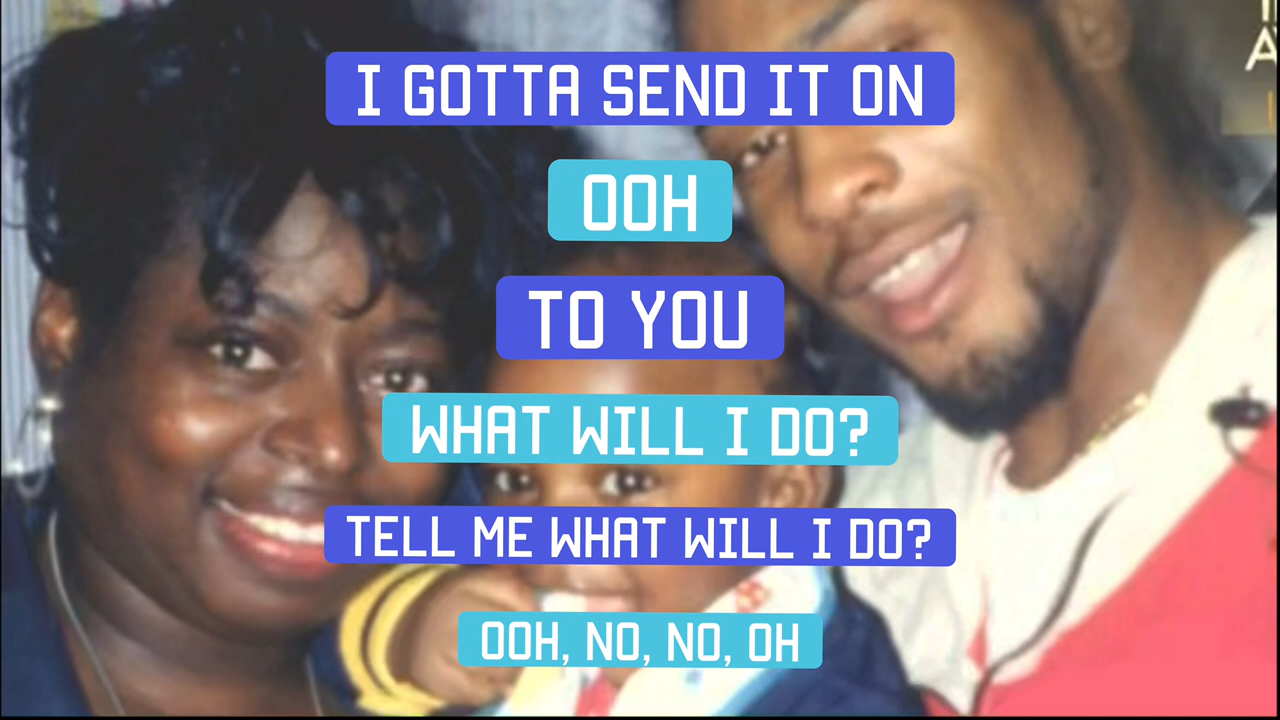 I GOTTA SEND IT ON
OOH
TO YOU
WHAT WILL I DO?
TELL ME WHAT WILL I DO?
OOH, NO, NO, OH